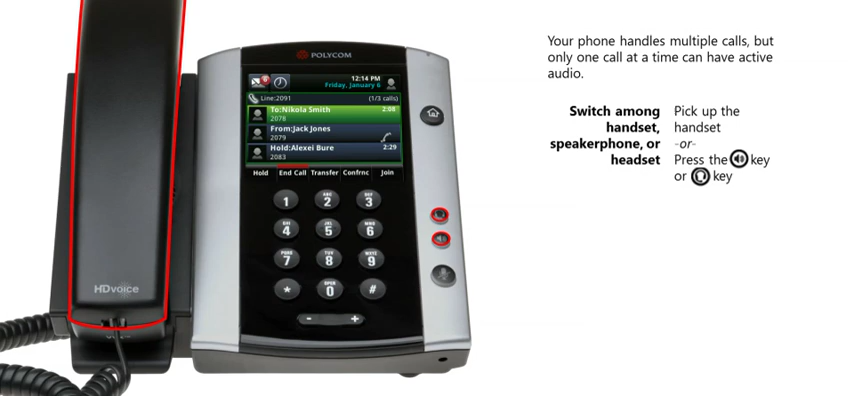 POLYCOM
12:14 PM
Friday, January 6
Line:2091 (1/3 calls)
To:Nikola Smith 2:08
2078
From:Jack Jones
2079
Hold:Alexei Bure 2:29
2083
Hold End Call Transfer Confrnc Join
1 ABC 2 DEF 3
GHI 4 JKL 5 MNO 6
PQRS 7 TUV 8 WXYZ 9
* OPER 0 #
- +
HDvoice
Your phone handles multiple calls, but
only one call at a time can have active
audio.
Switch among
handset,
speakerphone, or
headset
Pick up the
handset
-or-
Press the key
or key